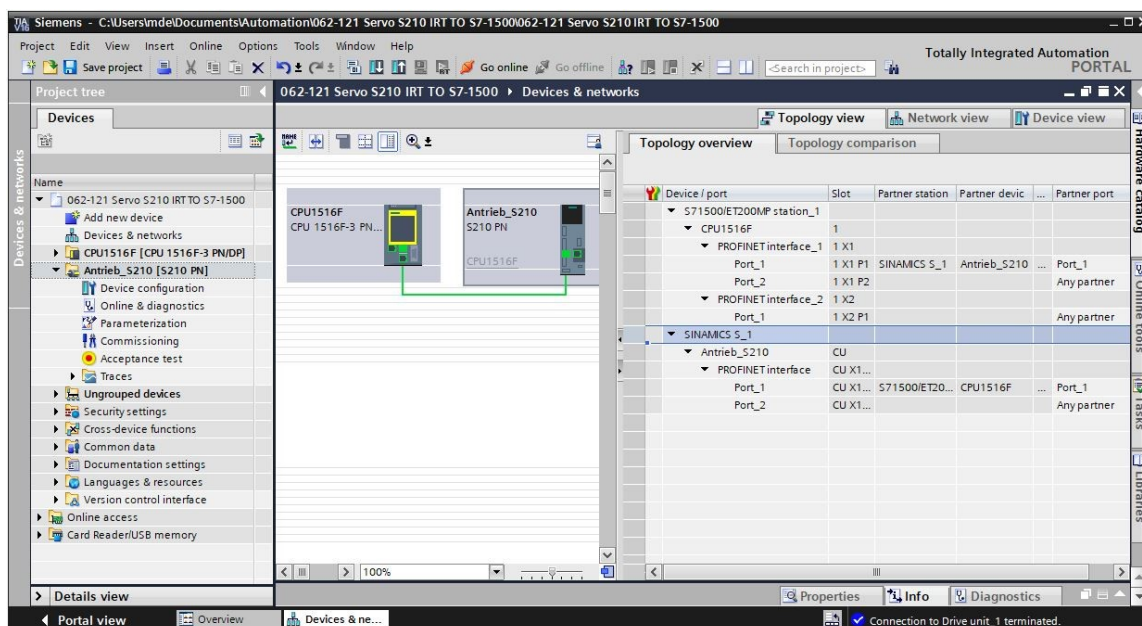 Siemens - C:\Users\mde\Documents\Automation\062-121 Servo S210 IRT TO S7-1500\062-121 Servo S210 IRT TO S7-1500
Project Edit View Insert Online Options Tools Window Help
Totally Integrated Automation
PORTAL
Save project Go online Go offline <Search in project>
Project tree
062-121 Servo S210 IRT TO S7-1500 Devices & networks
Devices
Topology view Network view Device view
Topology overview Topology comparison
Name
062-121 Servo S210 IRT TO S7-1500
Add new device
Devices & networks
CPU1516F [CPU 1516F-3 PN/DP]
Antrieb_S210 [S210 PN]
Device configuration
Online & diagnostics
Parameterization
Commissioning
Acceptance test
Traces
Ungrouped devices
Security settings
Cross-device functions
Common data
Documentation settings
Languages & resources
Version control interface
Online access
Card Reader/USB memory
Details view
CPU1516F
CPU 1516F-3 PN...
Antrieb_S210
S210 PN
CPU1516F
100%
Device / port Slot Partner station Partner devic ... Partner port
S71500/ET200MP station_1
CPU1516F 1
PROFINET interface_1 1 X1
Port_1 1 X1 P1 SINAMICS S_1 Antrieb_S210 ... Port_1
Port_2 1 X1 P2 Any partner
PROFINET interface_2 1 X2
Port_1 1 X2 P1 Any partner
SINAMICS S_1
Antrieb_S210 CU
PROFINET interface CU X1...
Port_1 CU X1... S71500/ET20... CPU1516F ... Port_1
Port_2 CU X1... Any partner
Devices & networks
Hardware catalog
Online tools
Tasks
Libraries
Properties Info Diagnostics
Portal view Overview Devices & ne...
Connection to Drive unit_1 terminated.